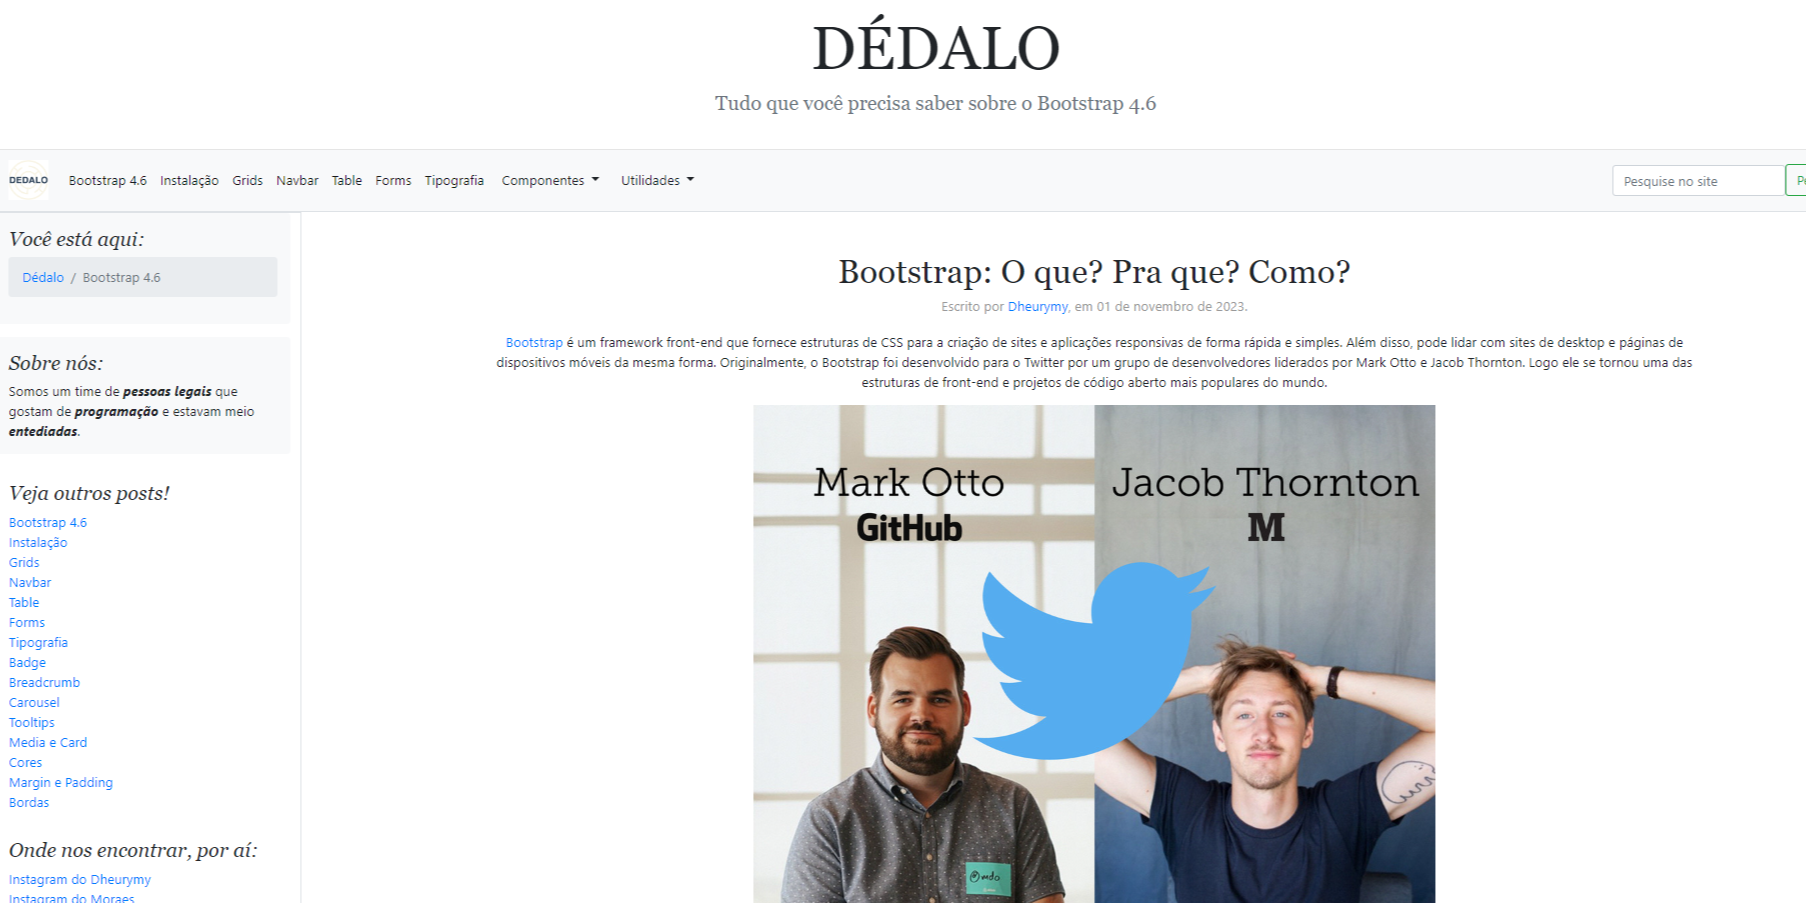 DÉDALO
Tudo que você precisa saber sobre o Bootstrap 4.6
DEDALO Bootstrap 4.6 Instalação Grids Navbar Table Forms Tipografia Componentes Utilidades Pesquise no site
Você está aqui:
Dédalo / Bootstrap 4.6
Sobre nós:
Somos um time de pessoas legais que
gostam de programação e estavam meio
entediadas.
Veja outros posts!
Bootstrap 4.6
Instalação
Grids
Navbar
Table
Forms
Tipografia
Badge
Breadcrumb
Carousel
Tooltips
Media e Card
Cores
Margin e Padding
Bordas
Onde nos encontrar, por aí:
Instagram do Dheurymy
Instagram do Moraes
Bootstrap: O que? Pra que? Como?
Escrito por Dheurymy, em 01 de novembro de 2023.
Bootstrap é um framework front-end que fornece estruturas de CSS para a criação de sites e aplicações responsivas de forma rápida e simples. Além disso, pode lidar com sites de desktop e páginas de
dispositivos móveis da mesma forma. Originalmente, o Bootstrap foi desenvolvido para o Twitter por um grupo de desenvolvedores liderados por Mark Otto e Jacob Thornton. Logo ele se tornou uma das
estruturas de front-end e projetos de código aberto mais populares do mundo.
Mark Otto
GitHub
Jacob Thornton
M
@mdo